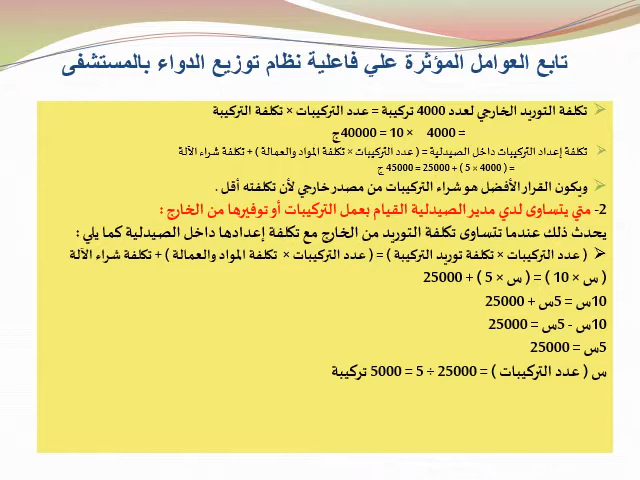 تابع العوامل المؤثرة علي فاعلية نظام توزيع الدواء بالمستشفى
تكلفة التوريد الخارجي لعدد 4000 تركيبة = عدد التركيبات × تكلفة التركيبة
= 4000 × 10 = 40000ج
تكلفة إعداد التركيبات داخل الصيدلية = ( عدد التركيبات × تكلفة المواد والعمالة ) + تكلفة شراء الآلة
= ( 4000 × 5 ) + 25000 = 45000 ج
ويكون القرار الأفضل هو شراء التركيبات من مصدر خارجي لأن تكلفته أقل .
2- متي يتساوى لدي مدير الصيدلية القيام بعمل التركيبات أو توفيرها من الخارج :
يحدث ذلك عندما تتساوى تكلفة التوريد من الخارج مع تكلفة إعدادها داخل الصيدلية كما يلي :
( عدد التركيبات × تكلفة توريد التركيبة ) = ( عدد التركيبات × تكلفة المواد والعمالة ) + تكلفة شراء الآلة
( س × 10 ) = ( س × 5 ) + 25000
10س = 5س + 25000
10س - 5س = 25000
5س = 25000
س ( عدد التركيبات ) = 25000 ÷ 5 = 5000 تركيبة